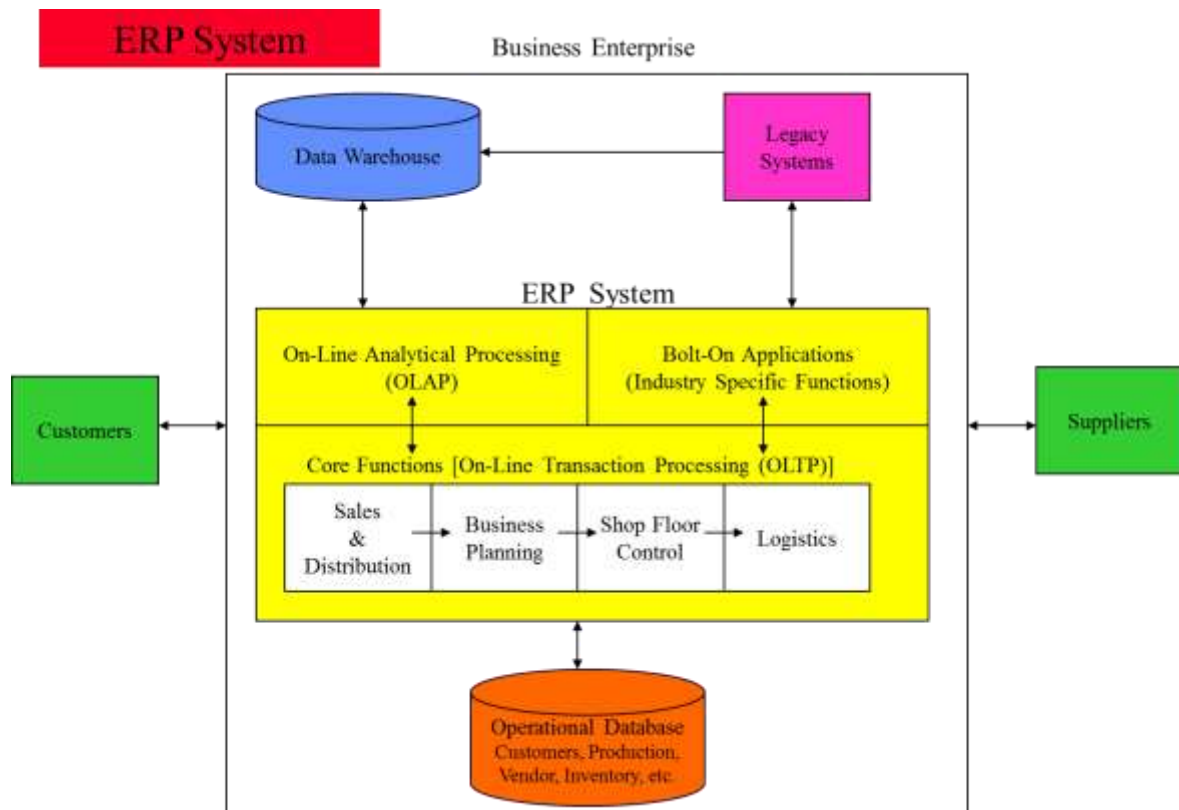 ERP System
Business Enterprise
Data Warehouse
Legacy
Systems
ERP System
On-Line Analytical Processing
(OLAP)
Bolt-On Applications
(Industry Specific Functions)
Customers
Suppliers
Core Functions [On-Line Transaction Processing (OLTP)]
Sales
&
Distribution
Business
Planning
Shop Floor
Control
Logistics
Operational Database
Customers, Production,
Vendor, Inventory, etc.